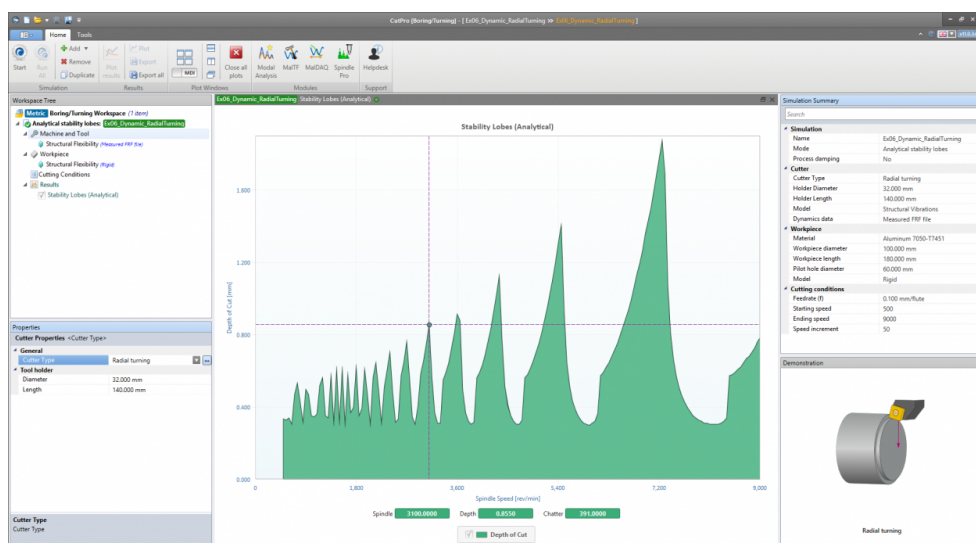 CutPro (Boring/Turning) - [ Ex06_Dynamic_RadialTurning >> Ex06_Dynamic_RadialTurning ]
Home Tools
Start
Run All
Add
Remove
Duplicate
Simulation
Plot results
Plot
Export
Export all
Results
MDI
Plot Windows
Close all plots
Modal Analysis
MalTF
MalDAQ
Spindle Pro
Modules
Helpdesk
Support
Workspace Tree
Metric Boring/Turning Workspace (1 item)
Analytical stability lobes: Ex06_Dynamic_RadialTurning
Machine and Tool
Structural Flexibility (Measured FRF file)
Workpiece
Structural Flexibility (Rigid)
Cutting Conditions
Results
Stability Lobes (Analytical)
Properties
Cutter Properties <Cutter Type>
General
Cutter Type Radial turning
Tool holder
Diameter 32.000 mm
Length 140.000 mm
Cutter Type
Cutter Type
Ex06_Dynamic_RadialTurning Stability Lobes (Analytical)
Stability Lobes (Analytical)
Depth of Cut [mm]
1.600
1.200
0.800
0.400
0.000
0 1,800 3,600 5,400 7,200 9,000
Spindle Speed [rev/min]
Spindle 3100.0000 Depth 0.8550 Chatter 391.0000
Depth of Cut
Simulation Summary
Search
Simulation
Name Ex06_Dynamic_RadialTurning
Mode Analytical stability lobes
Process damping No
Cutter
Cutter Type Radial turning
Holder Diameter 32.000 mm
Holder Length 140.000 mm
Model Structural Vibrations
Dynamics data Measured FRF file
Workpiece
Material Aluminum 7050-T7451
Workpiece diameter 100.000 mm
Workpiece length 180.000 mm
Pilot hole diameter 60.000 mm
Model Rigid
Cutting conditions
Feedrate (f) 0.100 mm/flute
Starting speed 500
Ending speed 9000
Speed increment 50
Demonstration
Radial turning